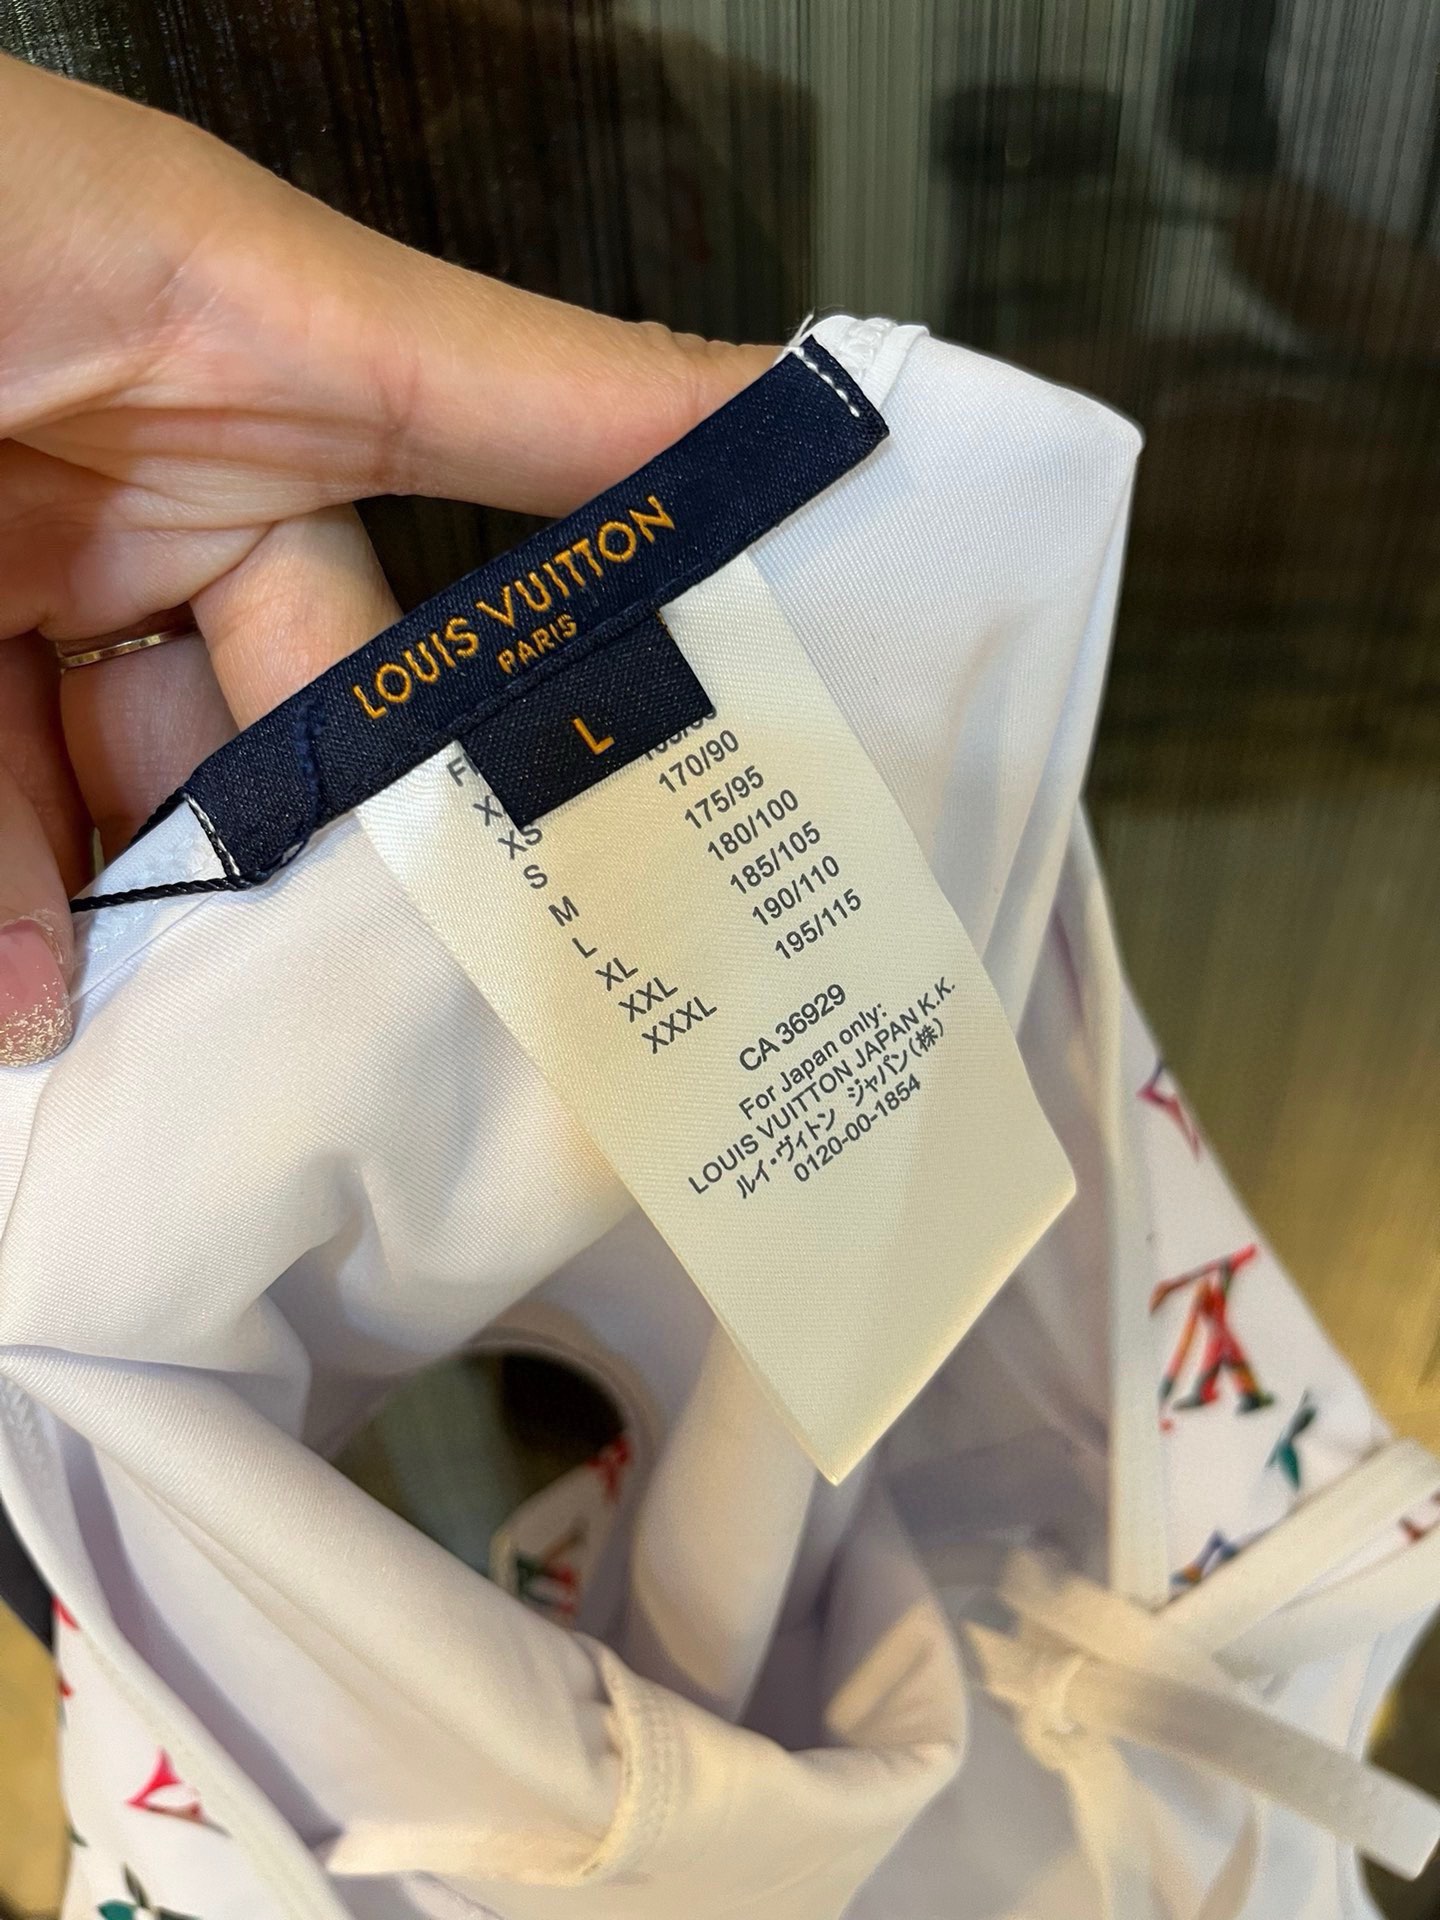 LOUIS VUITTON
PARIS
L
170/90
XS 175/95
S 180/100
M 185/105
L 190/110
XL 195/115
XXL
XXXL
CA 36929
For Japan only:
LOUIS VUITTON JAPAN K.K.
ルイ・ヴィトン ジャパン(株)
0120-00-1854